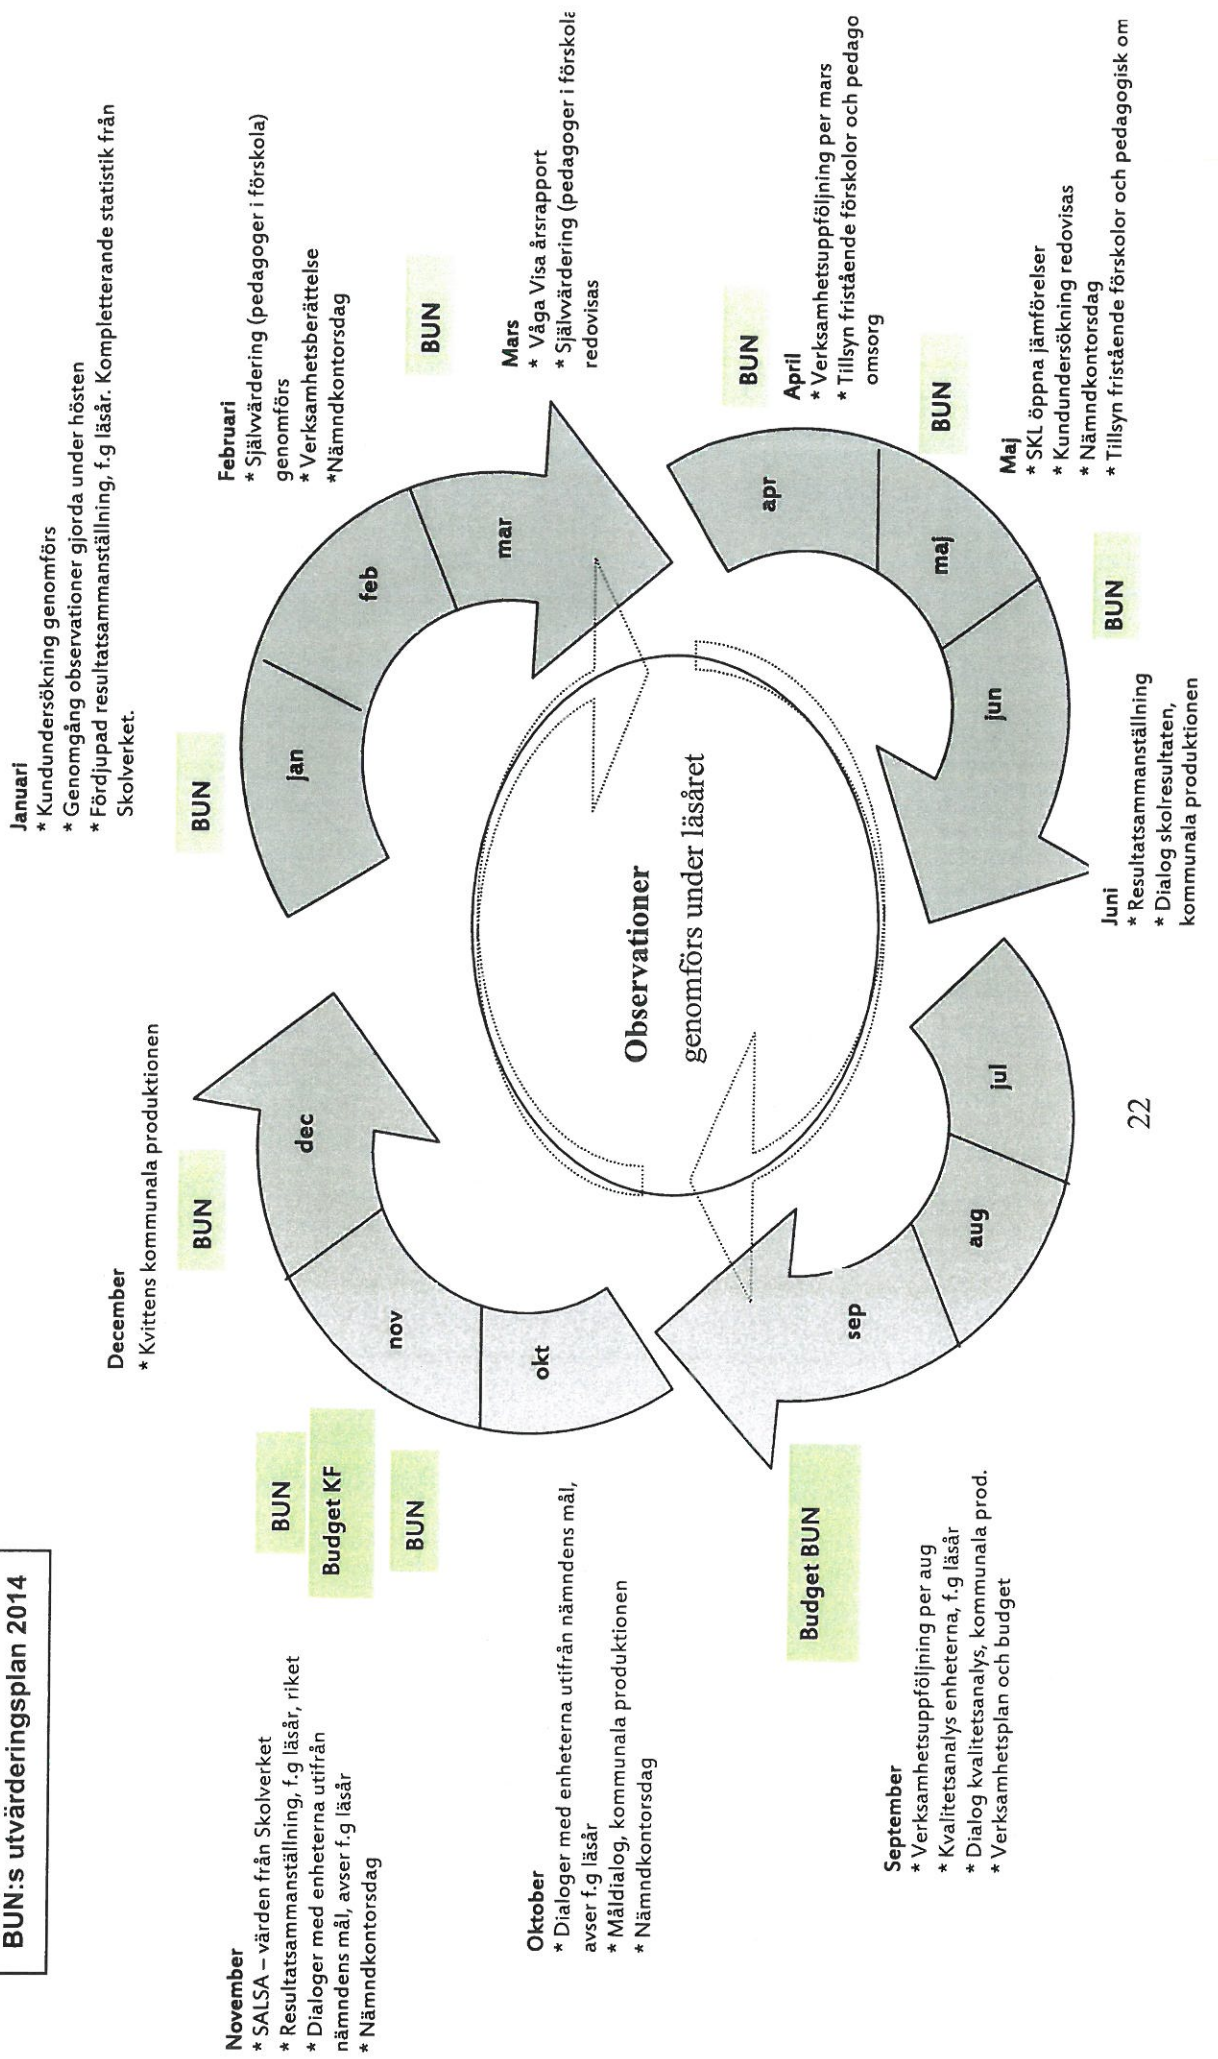 BUN:s utvärderingsplan 2014
Januari
* Kundundersökning genomförs
* Genomgång observationer gjorda under hösten
* Fördjupad resultatsammanställning, f.g läsår. Kompletterande statistik från
Skolverket.
BUN
Februari
* Självvärdering (pedagoger i förskola)
genomförs
* Verksamhetsberättelse
*Nämndkontorsdag
BUN
Mars
* Våga Visa årsrapport
* Självvärdering (pedagoger i förskola
redovisas
BUN
April
* Verksamhetsuppföljning per mars
* Tillsyn fristående förskolor och pedago
omsorg
BUN
Maj
* SKL öppna jämförelser
* Kundundersökning redovisas
* Nämndkontorsdag
* Tillsyn fristående förskolor och pedagogisk om
BUN
Juni
* Resultatsammanställning
* Dialog skolresultaten,
kommunala produktionen
Budget BUN
September
* Verksamhetsuppföljning per aug
* Kvalitetsanalys enheterna, f.g läsår
* Dialog kvalitetsanalys, kommunala prod.
* Verksamhetsplan och budget
BUN
Oktober
* Dialoger med enheterna utifrån nämndens mål,
avser f.g läsår
* Måldialog, kommunala produktionen
* Nämndkontorsdag
BUN
Budget KF
November
* SALSA – värden från Skolverket
* Resultatsammanställning, f.g läsår, riket
* Dialoger med enheterna utifrån
nämndens mål, avser f.g läsår
* Nämndkontorsdag
BUN
December
* Kvittens kommunala produktionen
jan
feb
mar
apr
maj
jun
jul
aug
sep
okt
nov
dec
Observationer
genomförs under läsåret
22